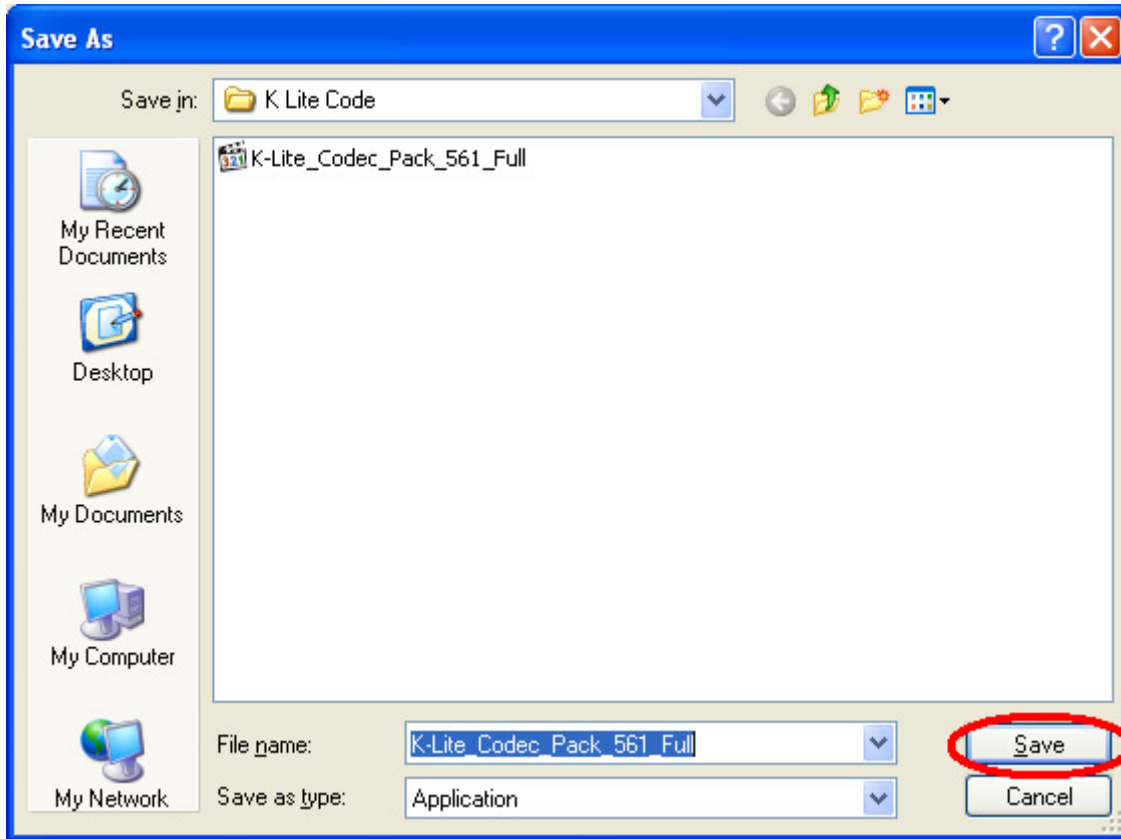 Save As
Save in:
K Lite Code
K-Lite_Codec_Pack_561_Full
My Recent
Documents
Desktop
My Documents
My Computer
My Network
File name:
K-Lite_Codec_Pack_561_Full
Save
Save as type:
Application
Cancel